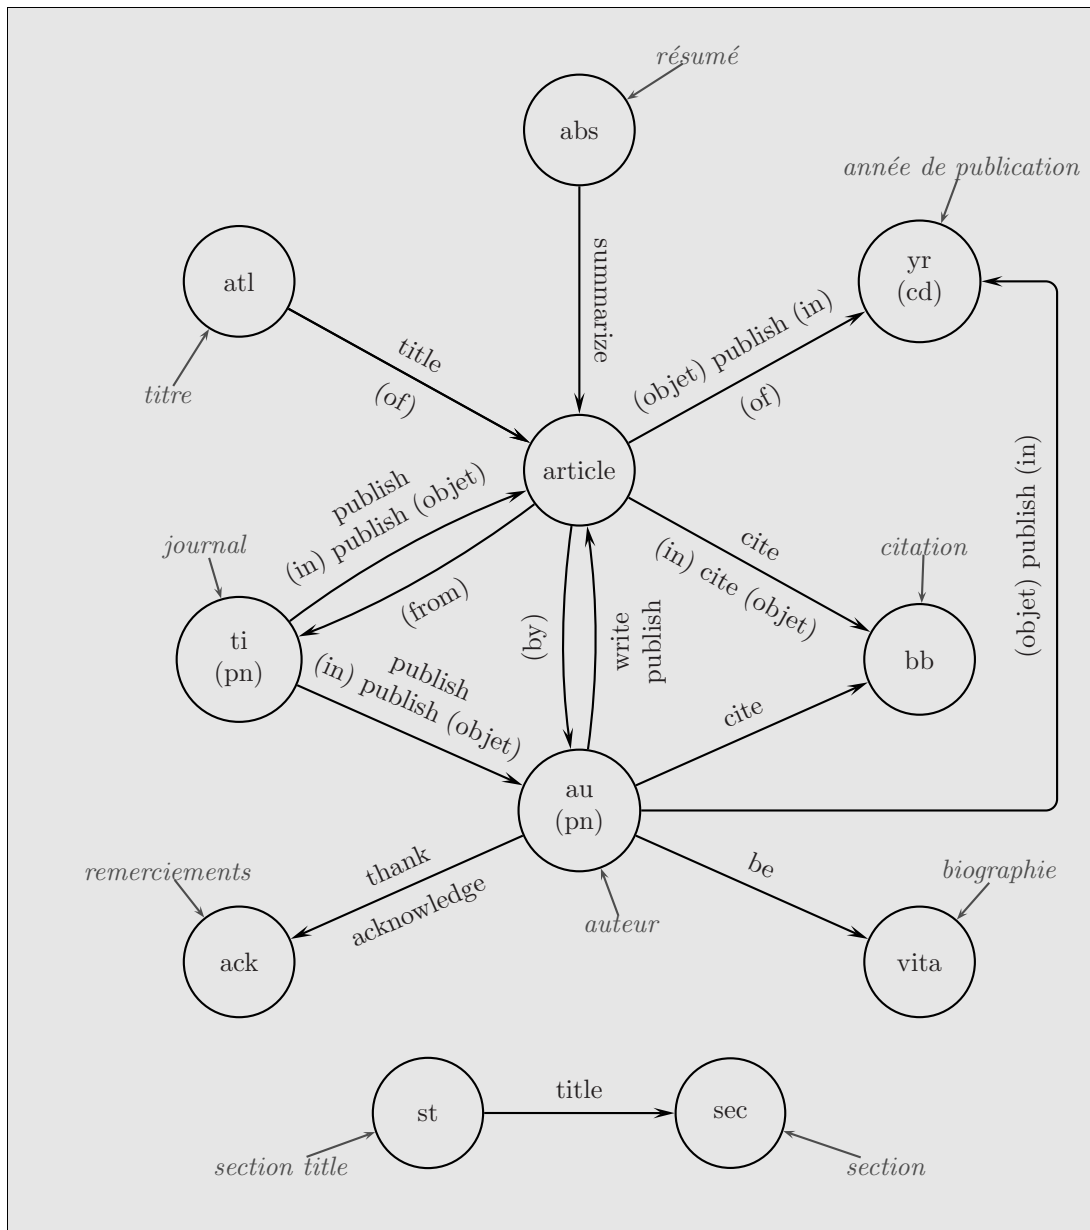 résumé
abs
année de publication
summarize
yr
(cd)
atl
(objet) publish (in)
(of)
title
(of)
titre
article
publish
(in) publish (objet)
(from)
journal
cite
(in) cite (objet)
citation
(objet) publish (in)
ti
(pn)
(by)
write
publish
bb
publish
(in) publish (objet)
cite
au
(pn)
thank
acknowledge
be
remerciements
biographie
auteur
ack
vita
title
st
sec
section title
section